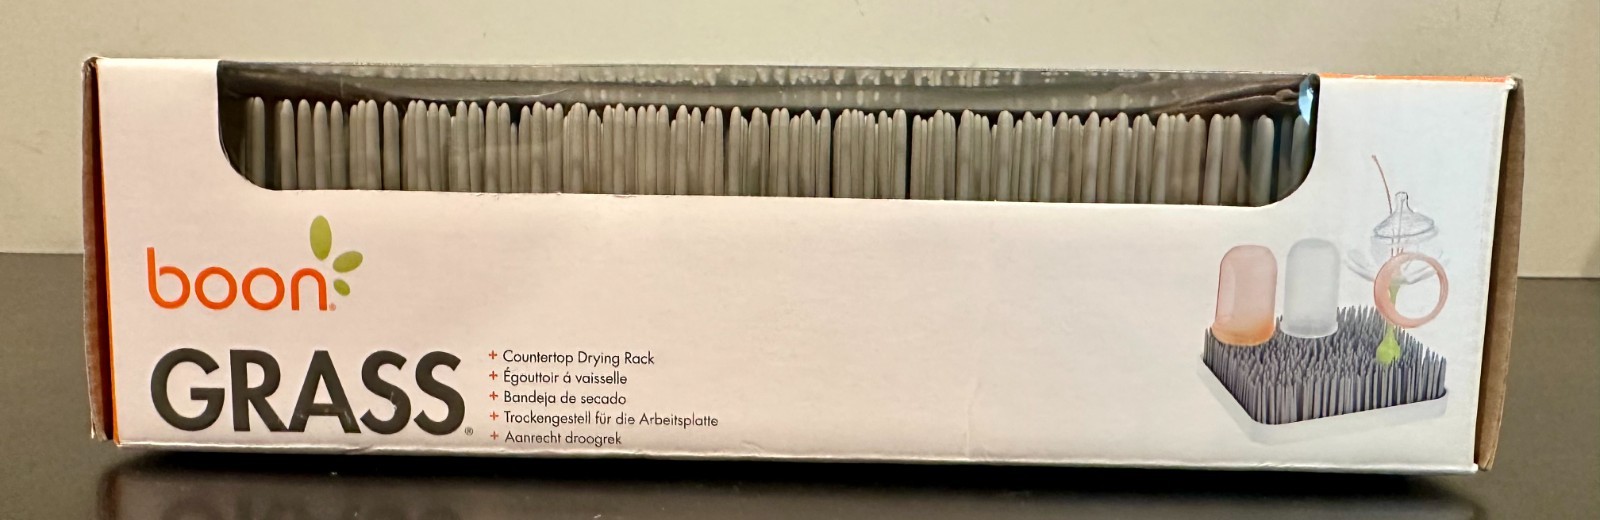 boon®
GRASS®
+ Countertop Drying Rack
+ Égouttoir á vaisselle
+ Bandeja de secado
+ Trockengestell für die Arbeitsplatte
+ Aanrecht droogrek